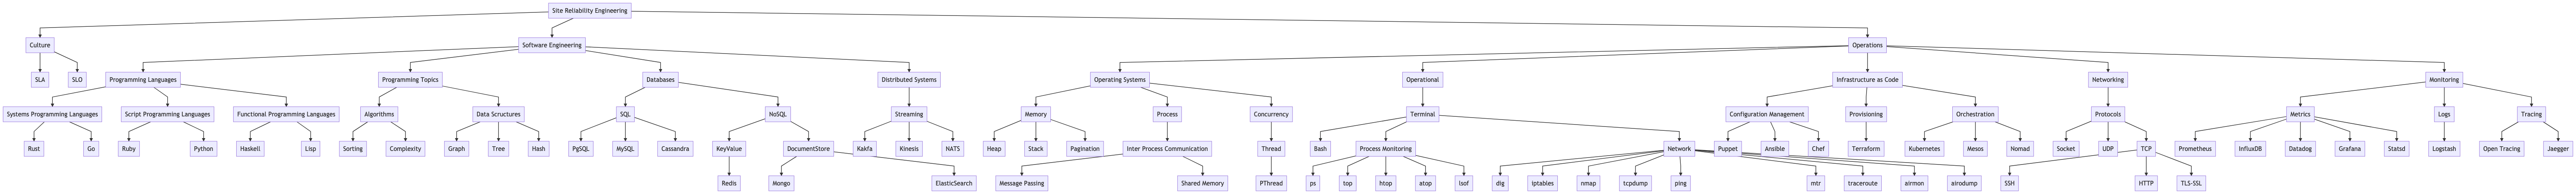 Site Reliability Engineering
Culture
Software Engineering
Operations
SLA
SLO
Programming Languages
Programming Topics
Databases
Distributed Systems
Operating Systems
Operational
Infrastructure as Code
Networking
Monitoring
Systems Programming Languages
Script Programming Languages
Functional Programming Languages
Algorithms
Data Scructures
SQL
NoSQL
Streaming
Memory
Process
Concurrency
Terminal
Configuration Management
Provisioning
Orchestration
Protocols
Metrics
Logs
Tracing
Rust
Go
Ruby
Python
Haskell
Lisp
Sorting
Complexity
Graph
Tree
Hash
PgSQL
MySQL
Cassandra
KeyValue
DocumentStore
Kakfa
Kinesis
NATS
Heap
Stack
Pagination
Inter Process Communication
Thread
Bash
Process Monitoring
Network
Puppet
Ansible
Chef
Terraform
Kubernetes
Mesos
Nomad
Socket
UDP
TCP
Prometheus
InfluxDB
Datadog
Grafana
Statsd
Logstash
Open Tracing
Jaeger
Redis
Mongo
ElasticSearch
Message Passing
Shared Memory
PThread
ps
top
htop
atop
lsof
dig
iptables
nmap
tcpdump
ping
mtr
traceroute
airmon
airodump
SSH
HTTP
TLS-SSL